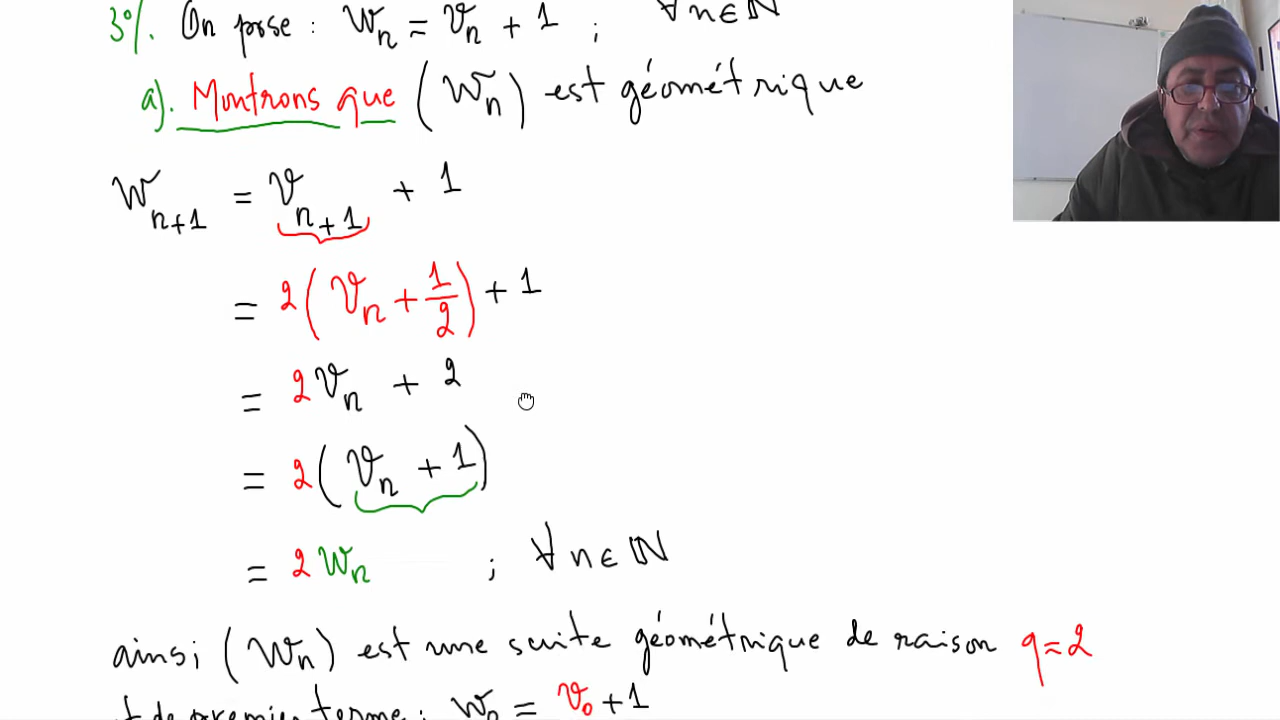 3°/. On pose : Wn = Vn + 1 ; ∀n∈ℕ
a). Montrons que (Wn) est géométrique
Wn+1 = Vn+1 + 1
= 2(Vn + 1/2) + 1
= 2Vn + 2
= 2(Vn + 1)
= 2Wn ; ∀n∈ℕ
ainsi (Wn) est une suite géométrique de raison q=2
et de premier terme : W0 = V0 + 1